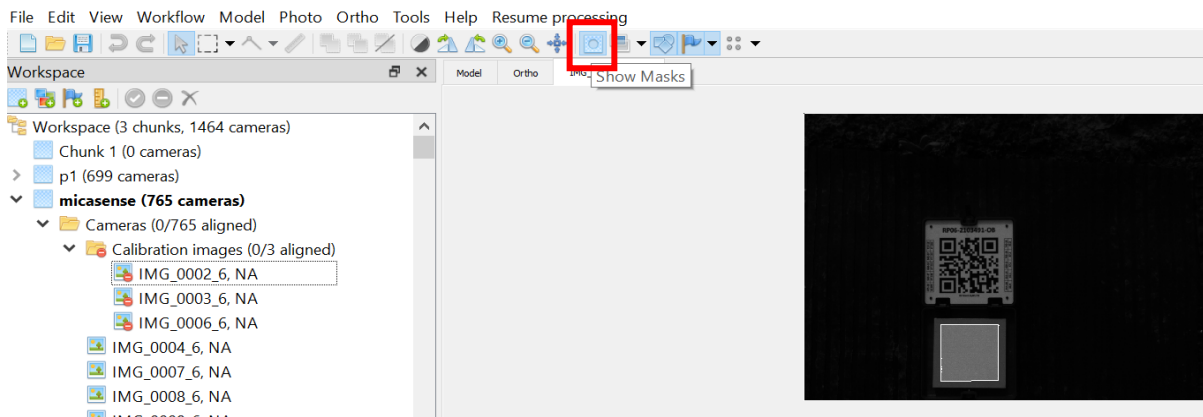 File Edit View Workflow Model Photo Ortho Tools Help Resume processing
Workspace
Model Ortho
Show Masks
Workspace (3 chunks, 1464 cameras)
Chunk 1 (0 cameras)
p1 (699 cameras)
micasense (765 cameras)
Cameras (0/765 aligned)
Calibration images (0/3 aligned)
IMG_0002_6, NA
IMG_0003_6, NA
IMG_0006_6, NA
IMG_0004_6, NA
IMG_0007_6, NA
IMG_0008_6, NA